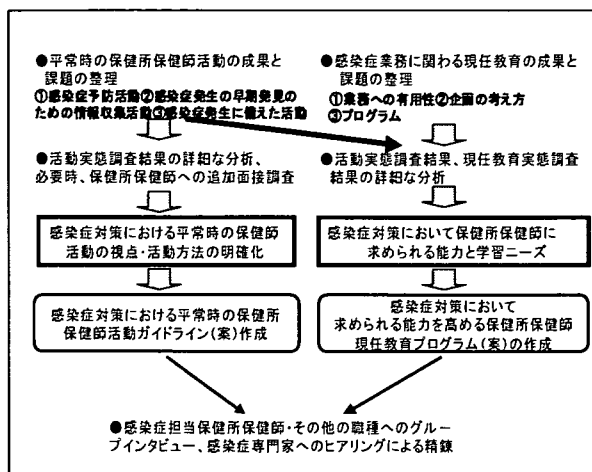 ●平常時の保健所保健師活動の成果と
課題の整理
①感染症予防活動②感染症発生の早期発見の
ための情報収集活動③感染症発生に備えた活動
●活動実態調査結果の詳細な分析、
必要時、保健所保健師への追加面接調査
感染症対策における平常時の保健師
活動の視点・活動方法の明確化
感染症対策における平常時の保健所
保健師活動ガイドライン(案)作成
●感染症業務に関わる現任教育の成果と
課題の整理
①業務への有用性②企画の考え方
③プログラム
●活動実態調査結果、現任教育実態調査
結果の詳細な分析
感染症対策において保健所保健師に
求められる能力と学習ニーズ
感染症対策において
求められる能力を高める保健所保健師
現任教育プログラム(案)の作成
●感染症担当保健所保健師・その他の職種へのグルー
プインタビュー、感染症専門家へのヒアリングによる精錬